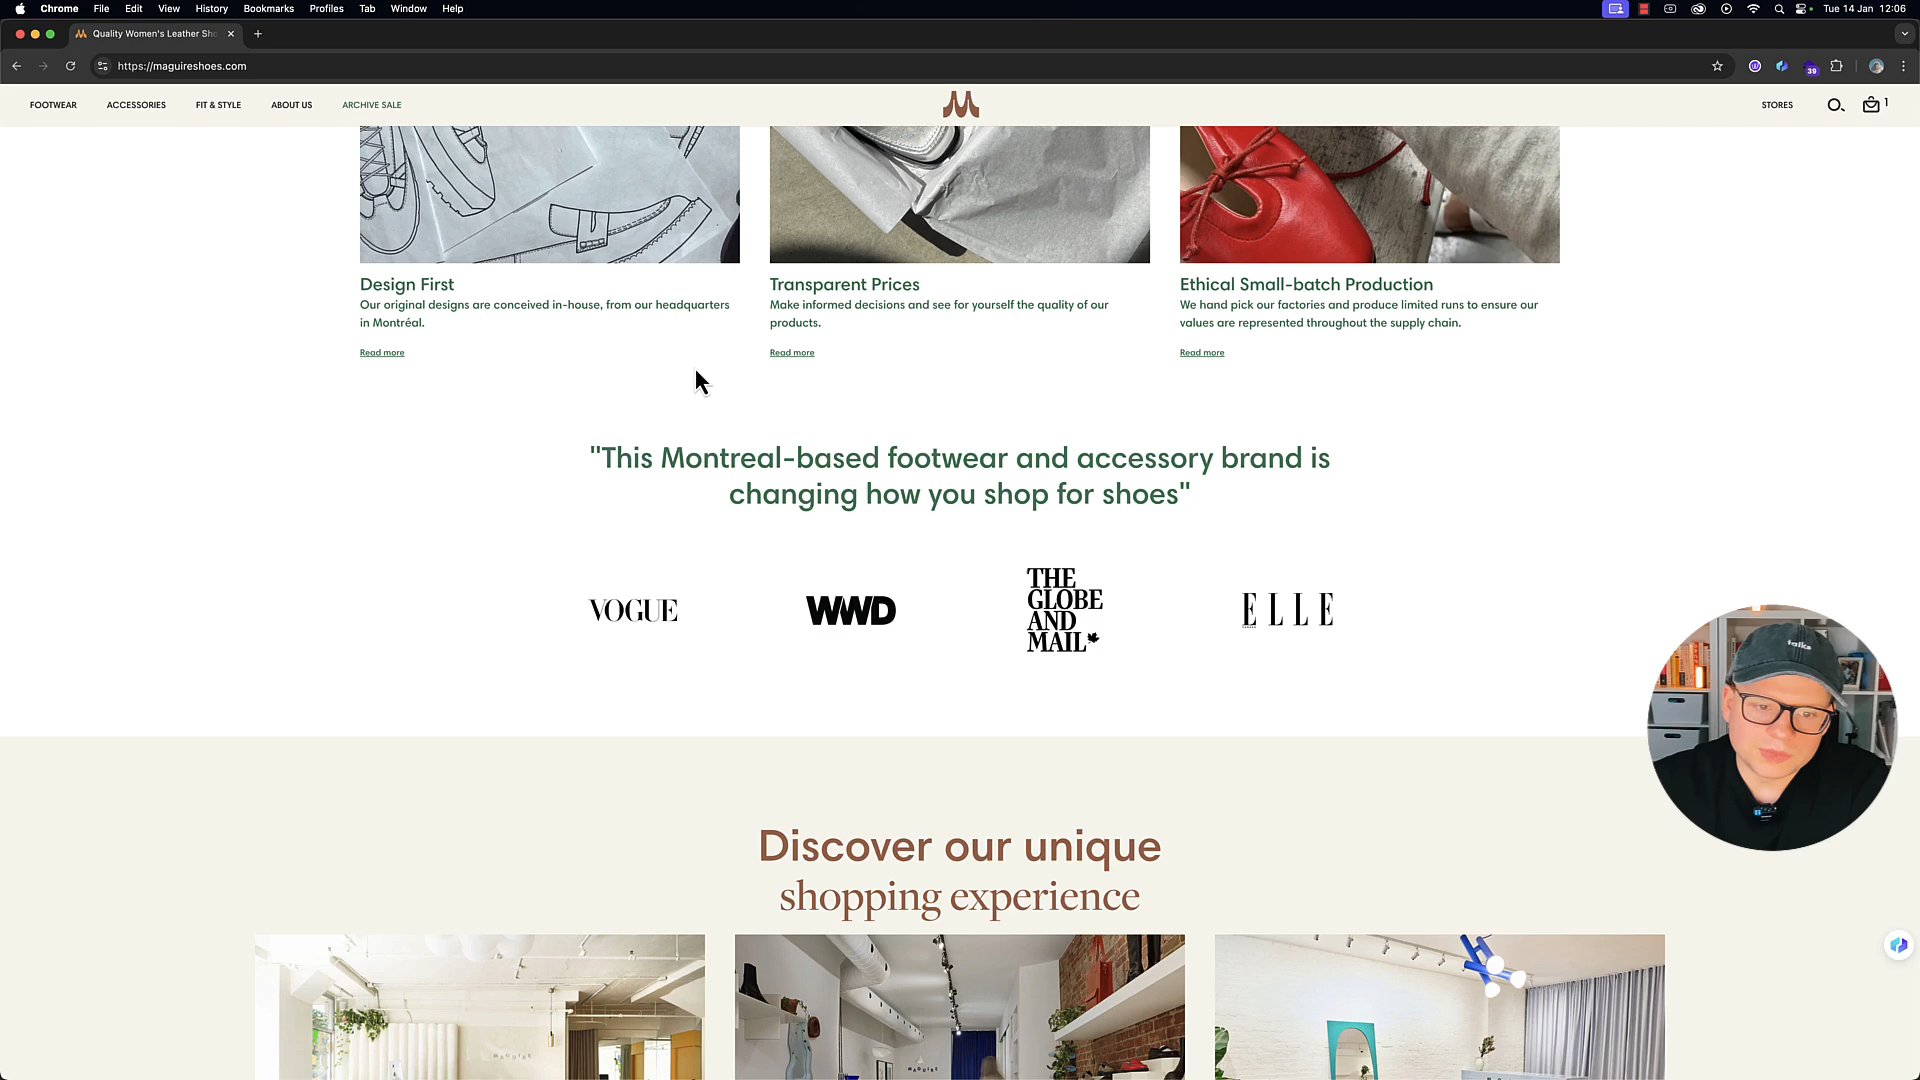 Chrome File Edit View History Bookmarks Profiles Tab Window Help
Tue 14 Jan 12:06
Quality Women's Leather Sho
https://maguireshoes.com
39
FOOTWEAR ACCESSORIES FIT & STYLE ABOUT US ARCHIVE SALE
STORES
1
Design First
Our original designs are conceived in-house, from our headquarters
in Montréal.
Read more
Transparent Prices
Make informed decisions and see for yourself the quality of our
products.
Read more
Ethical Small-batch Production
We hand pick our factories and produce limited runs to ensure our
values are represented throughout the supply chain.
Read more
"This Montreal-based footwear and accessory brand is
changing how you shop for shoes"
VOGUE
WWD
THE
GLOBE
AND
MAIL
ELLE
talks
Discover our unique
shopping experience
MAGUIRE
MAGUIRE